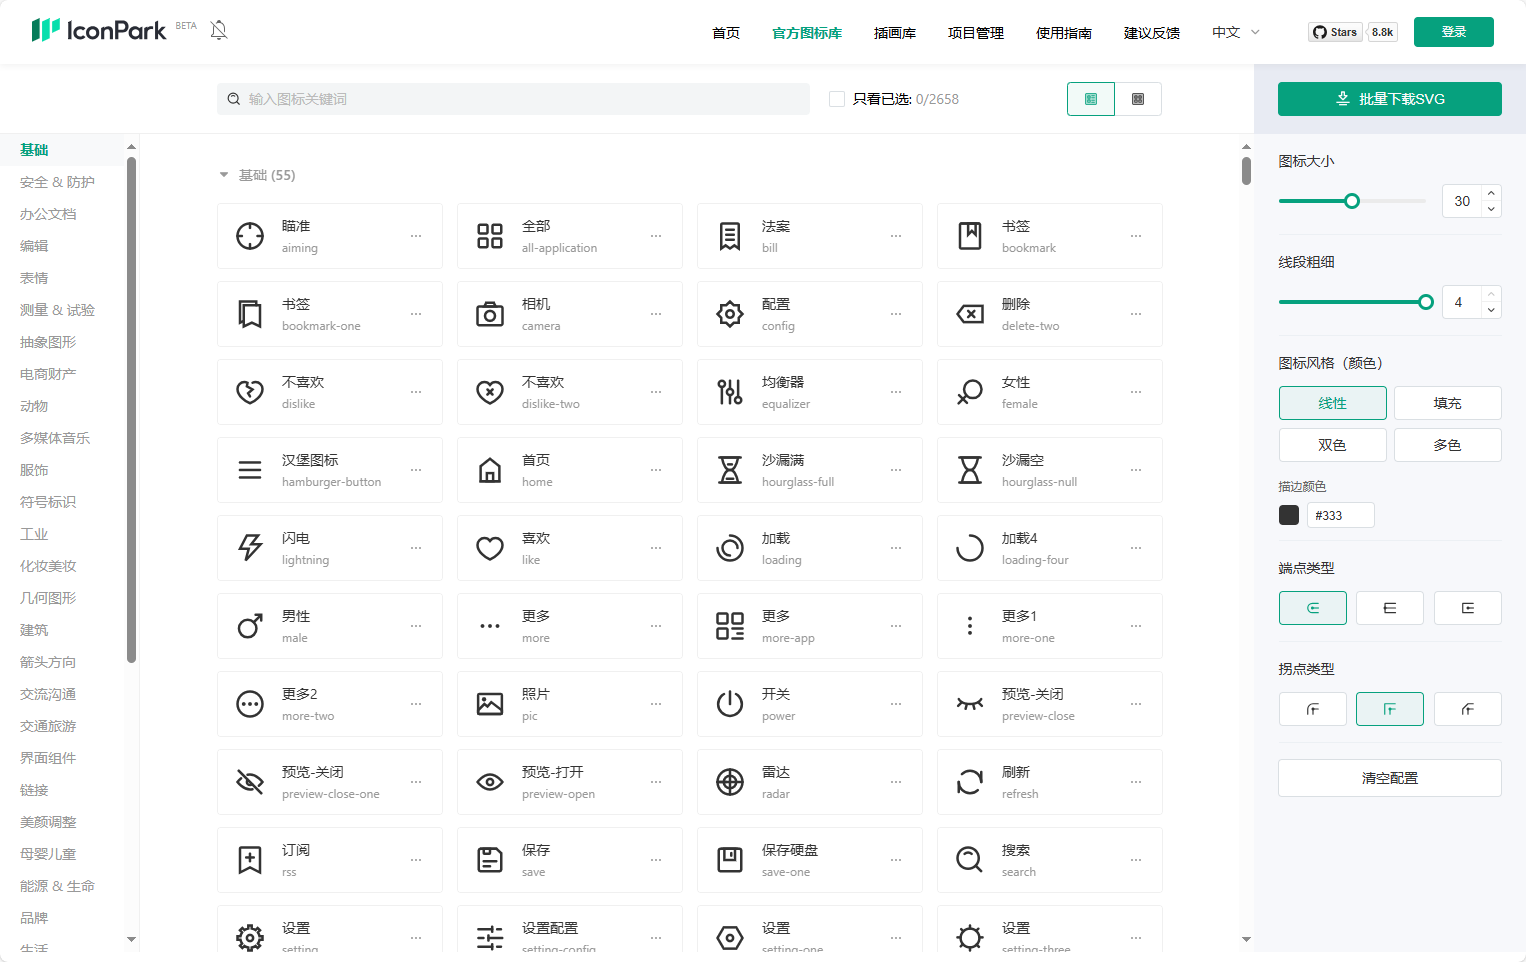 IconPark BETA
首页 官方图标库 插画库 项目管理 使用指南 建议反馈 中文 Stars 8.8k 登录
输入图标关键词 只看已选: 0/2658 批量下载SVG
基础
安全 & 防护
办公文档
编辑
表情
测量 & 试验
抽象图形
电商财产
动物
多媒体音乐
服饰
符号标识
工业
化妆美妆
几何图形
建筑
箭头方向
交流沟通
交通旅游
界面组件
链接
美颜调整
母婴儿童
能源 & 生命
品牌
生活
基础 (55)
瞄准 全部 法案 书签
aiming all-application bill bookmark
书签 相机 配置 删除
bookmark-one camera config delete-two
不喜欢 不喜欢 均衡器 女性
dislike dislike-two equalizer female
汉堡图标 首页 沙漏满 沙漏空
hamburger-button home hourglass-full hourglass-null
闪电 喜欢 加载 加载4
lightning like loading loading-four
男性 更多 更多 更多1
male more more-app more-one
更多2 照片 开关 预览-关闭
more-two pic power preview-close
预览-关闭 预览-打开 雷达 刷新
preview-close-one preview-open radar refresh
订阅 保存 保存硬盘 搜索
rss save save-one search
设置 设置配置 设置 设置
setting setting-config setting-one setting-three
图标大小
30
线段粗细
4
图标风格（颜色）
线性 填充
双色 多色
描边颜色
#333
端点类型
拐点类型
清空配置